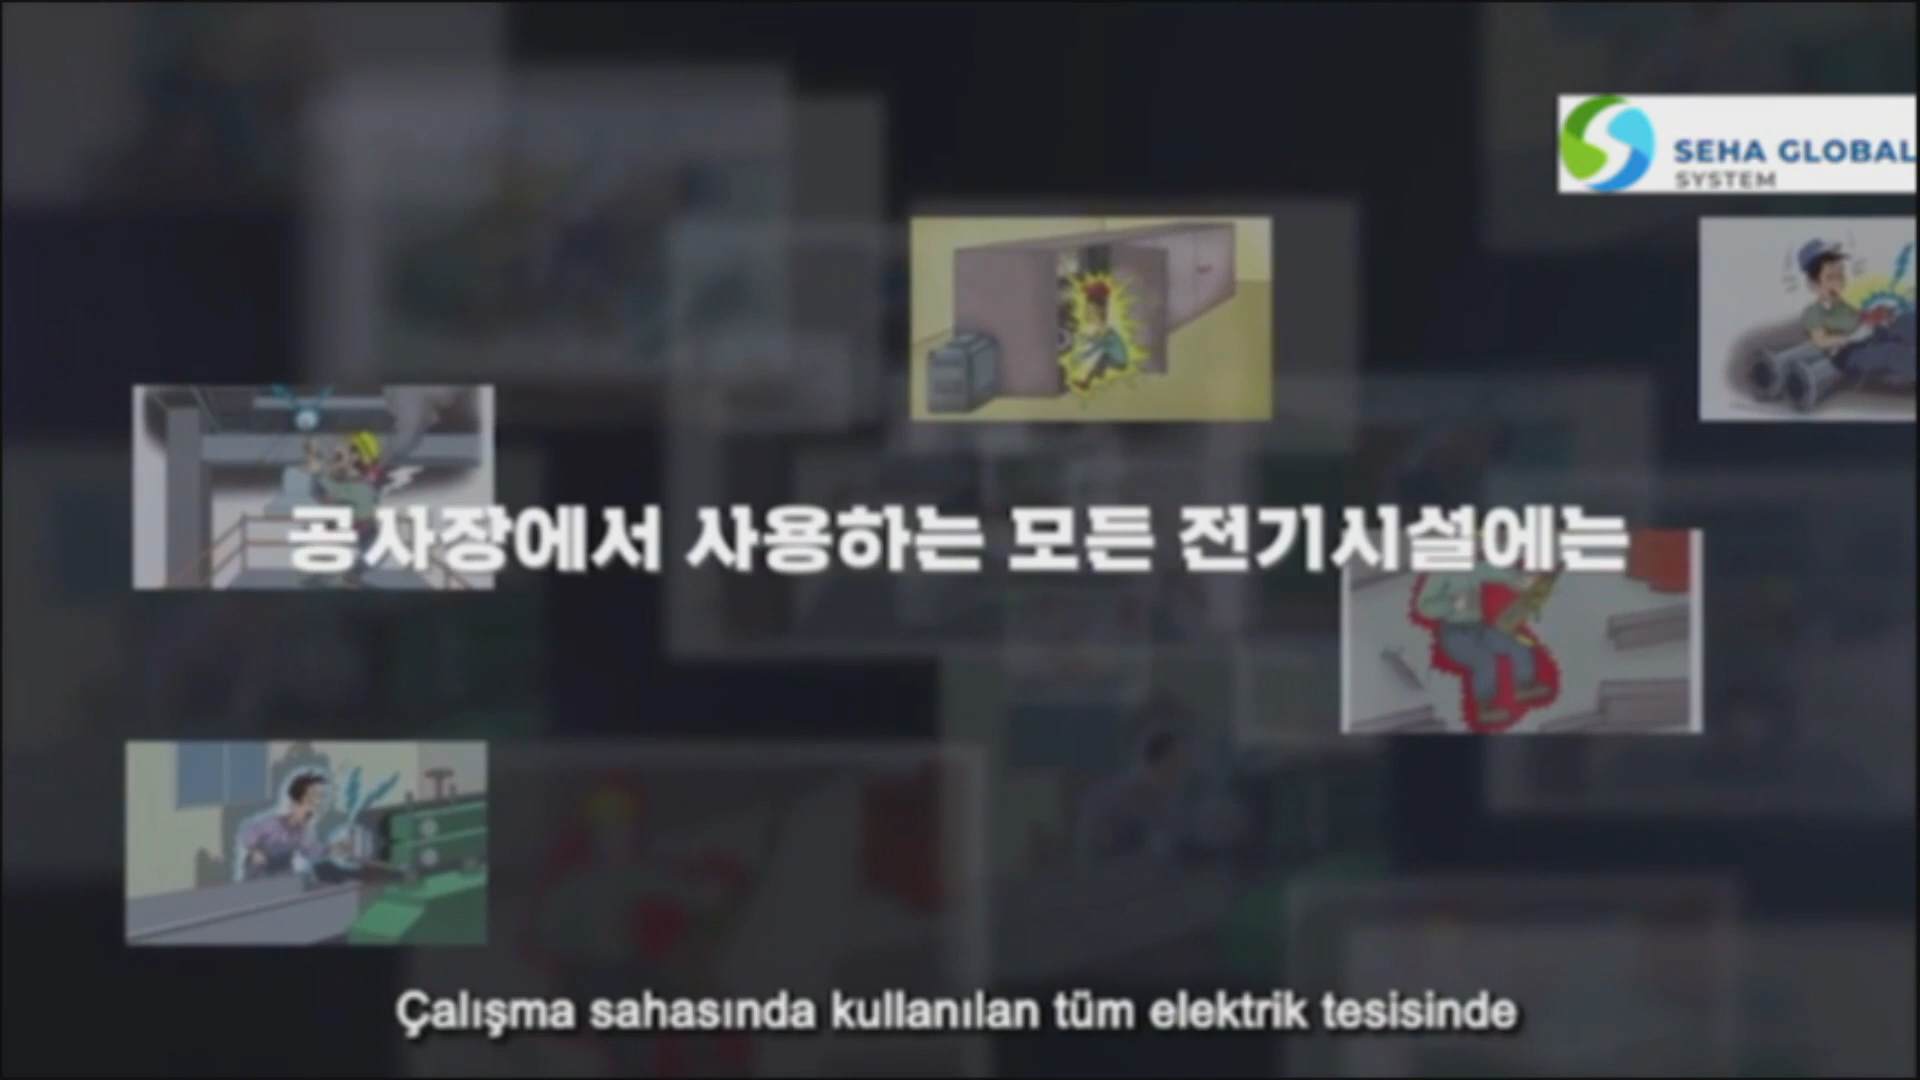 SEHA GLOBAL
SYSTEM
공사장에서 사용하는 모든 전기시설에는
Çalışma sahasında kullanılan tüm elektrik tesisinde